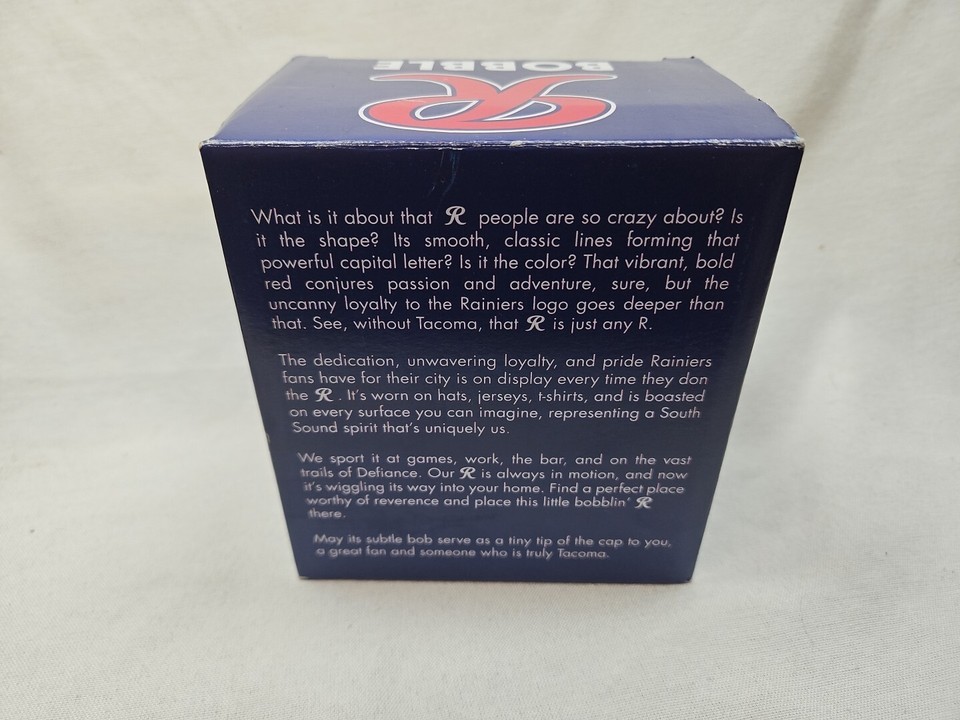 R
BOBBLE
What is it about that R people are so crazy about? Is
it the shape? Its smooth, classic lines forming that
powerful capital letter? Is it the color? That vibrant, bold
red conjures passion and adventure, sure, but the
uncanny loyalty to the Rainiers logo goes deeper than
that. See, without Tacoma, that R is just any R.
The dedication, unwavering loyalty, and pride Rainiers
fans have for their city is on display every time they don
the R . It's worn on hats, jerseys, t-shirts, and is boasted
on every surface you can imagine, representing a South
Sound spirit that's uniquely us.
We sport it at games, work, the bar, and on the vast
trails of Defiance. Our R is always in motion, and now
it's wiggling its way into your home. Find a perfect place
worthy of reverence and place this little bobblin' R
there.
May its subtle bob serve as a tiny tip of the cap to you,
a great fan and someone who is truly Tacoma.